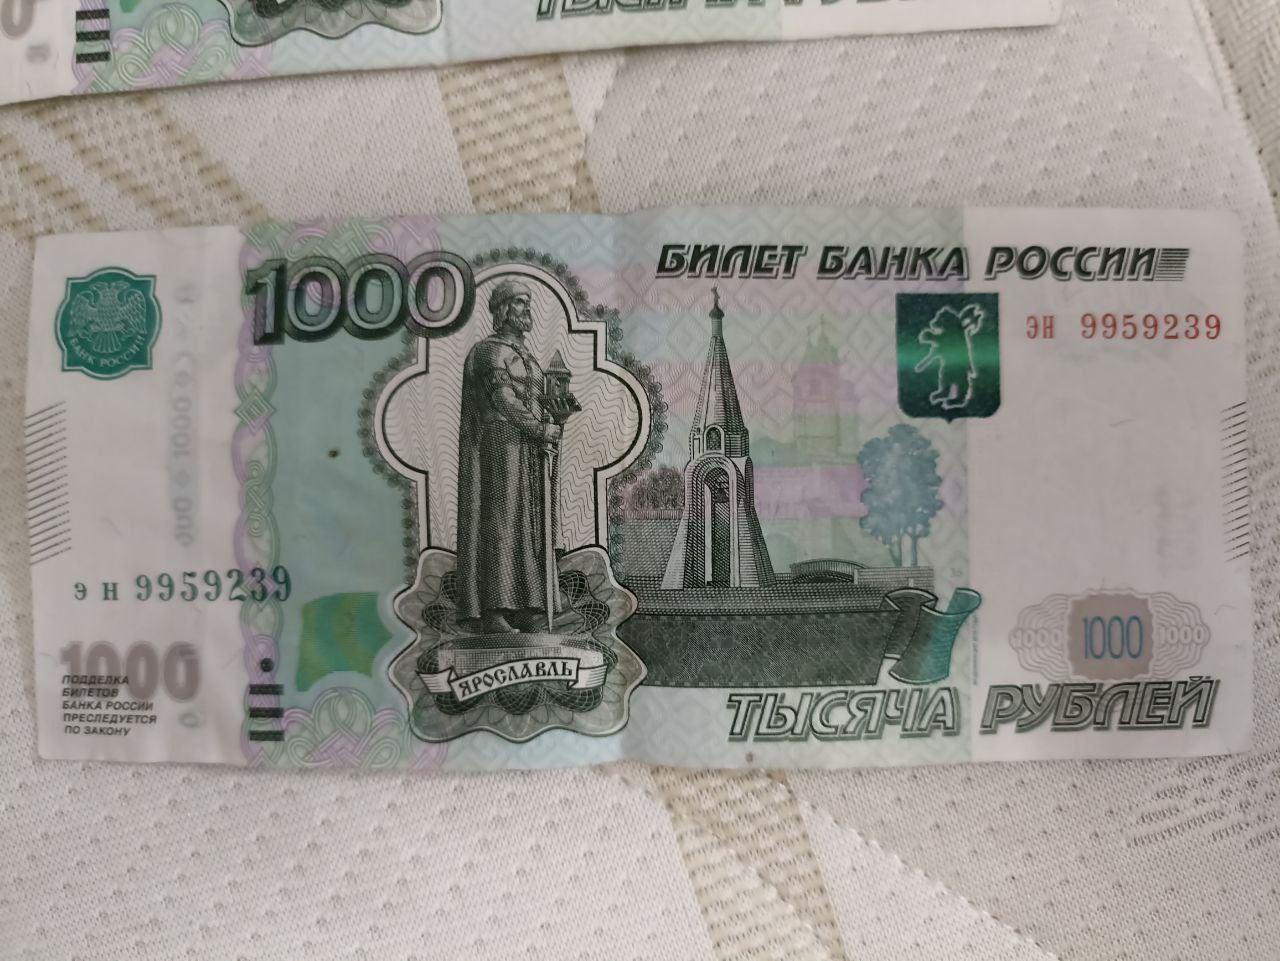 ТЫСЯЧА РУБЛЕЙ
БАНК РОССИИ
1000
БИЛЕТ БАНКА РОССИИ
эн 9959239
э н 9959239
1000
ПОДДЕЛКА
БИЛЕТОВ
БАНКА РОССИИ
ПРЕСЛЕДУЕТСЯ
ПО ЗАКОНУ
ЯРОСЛАВЛЬ
1000 1000 1000
ТЫСЯЧА РУБЛЕЙ